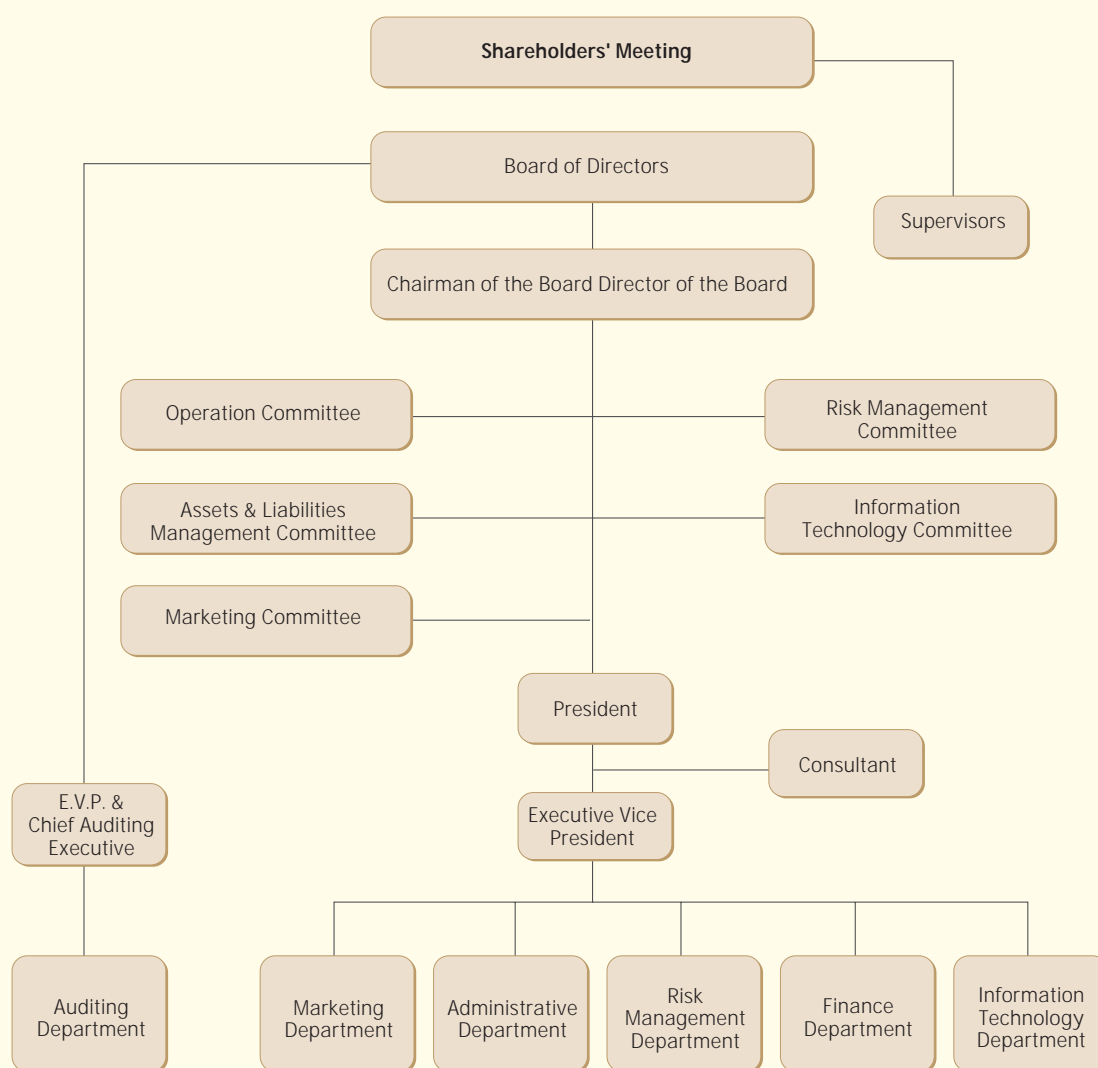 Shareholders' Meeting
Board of Directors
Supervisors
Chairman of the Board Director of the Board
Operation Committee
Risk Management
Committee
Assets & Liabilities
Management Committee
Information
Technology Committee
Marketing Committee
President
Consultant
E.V.P. &
Chief Auditing
Executive
Executive Vice
President
Auditing
Department
Marketing
Department
Administrative
Department
Risk
Management
Department
Finance
Department
Information
Technology
Department